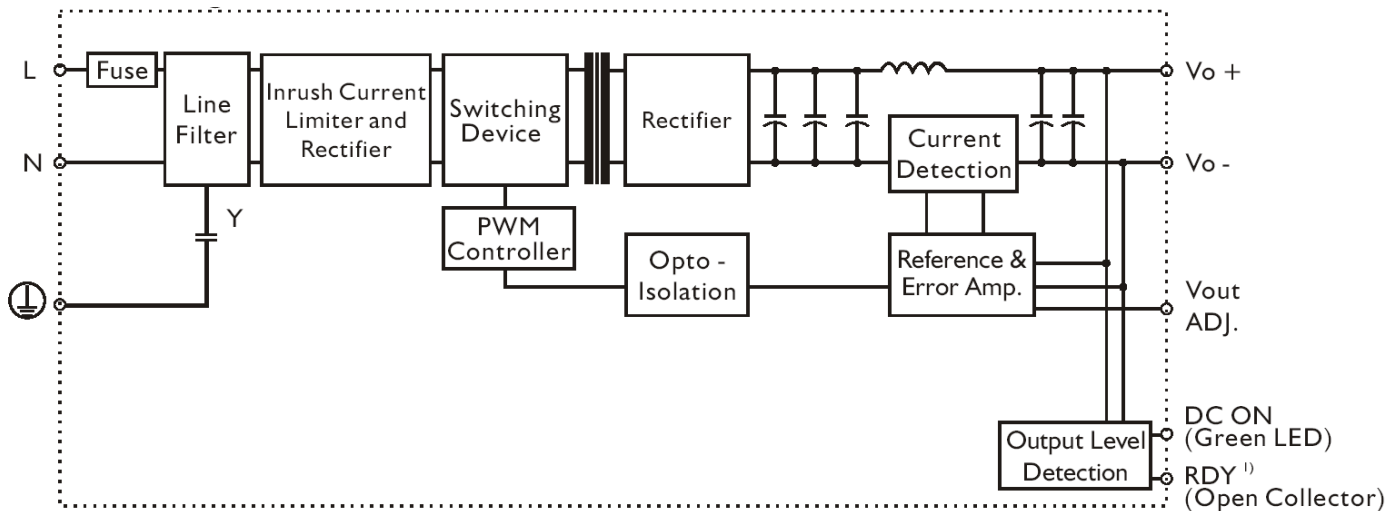 L
Fuse
Line
Filter
Inrush Current
Limiter and
Rectifier
Switching
Device
Rectifier
Current
Detection
Vo +
N
Vo -
Y
PWM
Controller
Opto -
Isolation
Reference &
Error Amp.
Vout
ADJ.
Output Level
Detection
DC ON
(Green LED)
RDY 1)
(Open Collector)